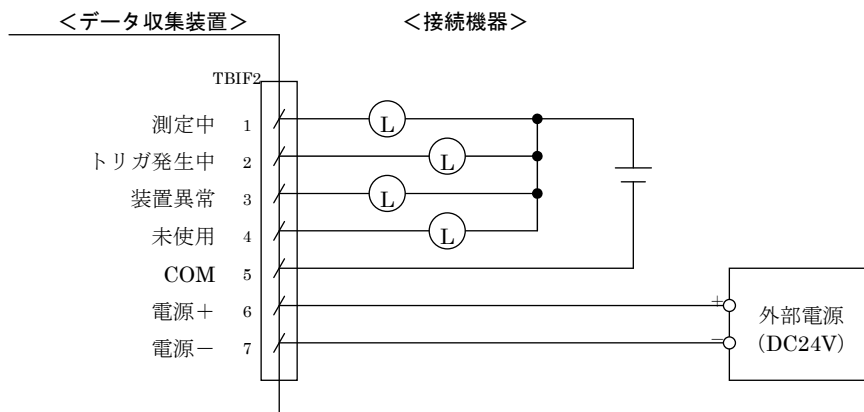 <データ収集装置> <接続機器>
TBIF2
測定中 1 L
トリガ発生中 2 L
装置異常 3 L
未使用 4 L
COM 5
電源＋ 6 + 外部電源
電源－ 7 － (DC24V)